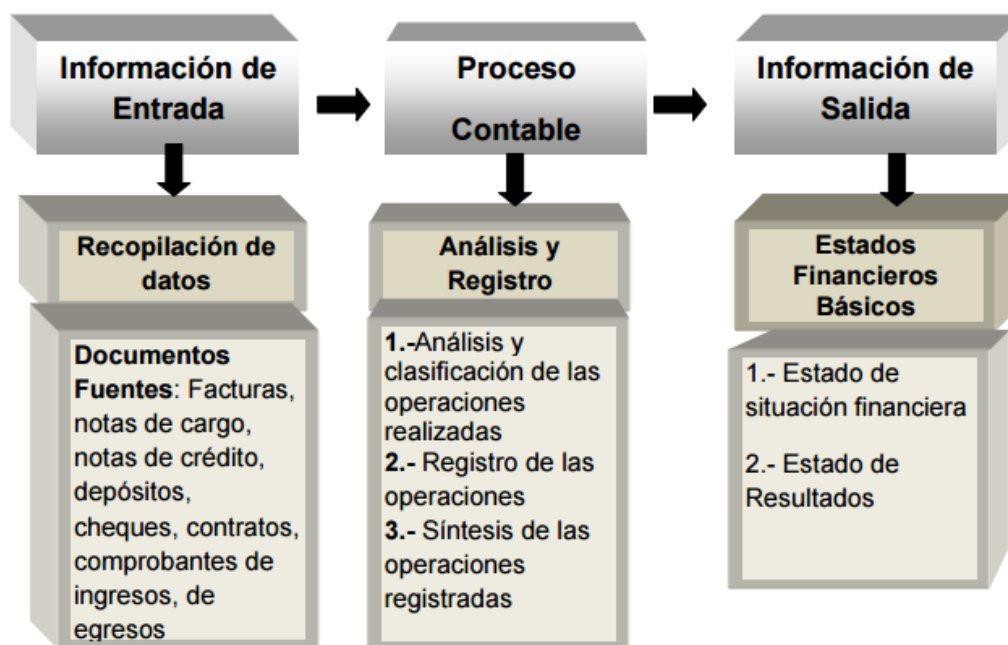 Información de
Entrada
Proceso
Contable
Información de
Salida
Recopilación de
datos
Análisis y
Registro
Estados
Financieros
Básicos
Documentos
Fuentes: Facturas,
notas de cargo,
notas de crédito,
depósitos,
cheques, contratos,
comprobantes de
ingresos, de
egresos
1.-Análisis y
clasificación de las
operaciones
realizadas
2.- Registro de las
operaciones
3.- Síntesis de las
operaciones
registradas
1.- Estado de
situación financiera
2.- Estado de
Resultados